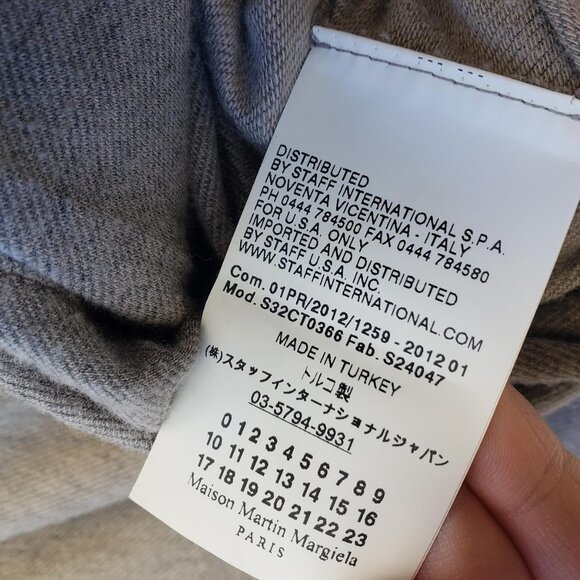 DISTRIBUTED
BY STAFF INTERNATIONAL S.P.A.
NOVENTA VICENTINA - ITALY
PH 0444 784500 FAX 0444 784580
FOR U.S.A. ONLY
IMPORTED AND DISTRIBUTED
BY STAFF U.S.A. INC.
WWW.STAFFINTERNATIONAL.COM
Com. 01PR/2012/1259 - 2012 01
Mod. S32CT0366 Fab. S24047
MADE IN TURKEY
トルコ製
(株)スタッフインターナショナルジャパン
03-5794-9931
0 1 2 3 4 5 6 7 8 9
10 11 12 13 14 15 16
17 18 19 20 21 22 23
Maison Martin Margiela
PARIS